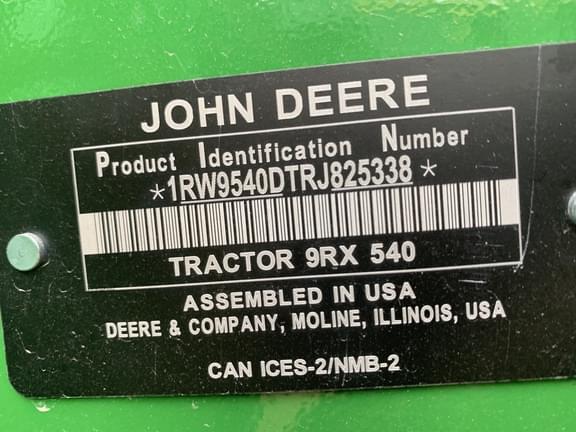 JOHN DEERE
Product Identification Number
*1RW9540DTRJ825338*
TRACTOR 9RX 540
ASSEMBLED IN USA
DEERE & COMPANY, MOLINE, ILLINOIS, USA
CAN ICES-2/NMB-2